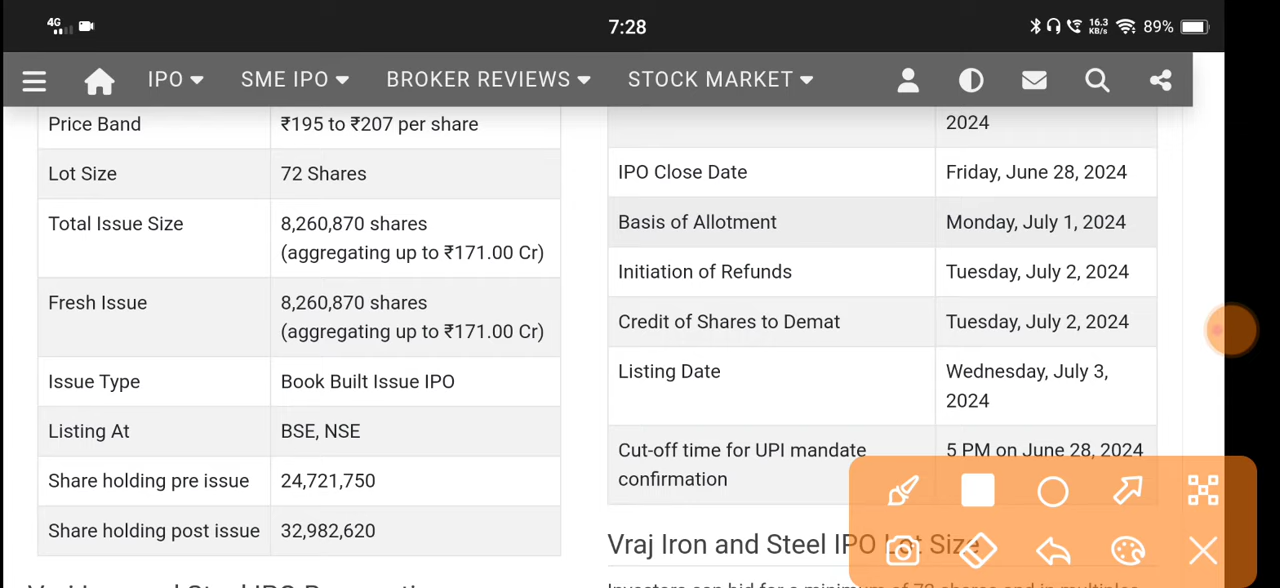 4G 7:28 16.3 KB/s 89%
IPO SME IPO BROKER REVIEWS STOCK MARKET
Price Band ₹195 to ₹207 per share
Lot Size 72 Shares
Total Issue Size 8,260,870 shares
(aggregating up to ₹171.00 Cr)
Fresh Issue 8,260,870 shares
(aggregating up to ₹171.00 Cr)
Issue Type Book Built Issue IPO
Listing At BSE, NSE
Share holding pre issue 24,721,750
Share holding post issue 32,982,620
2024
IPO Close Date Friday, June 28, 2024
Basis of Allotment Monday, July 1, 2024
Initiation of Refunds Tuesday, July 2, 2024
Credit of Shares to Demat Tuesday, July 2, 2024
Listing Date Wednesday, July 3,
2024
Cut-off time for UPI mandate 5 PM on June 28, 2024
confirmation
Vraj Iron and Steel IPO Lot Size